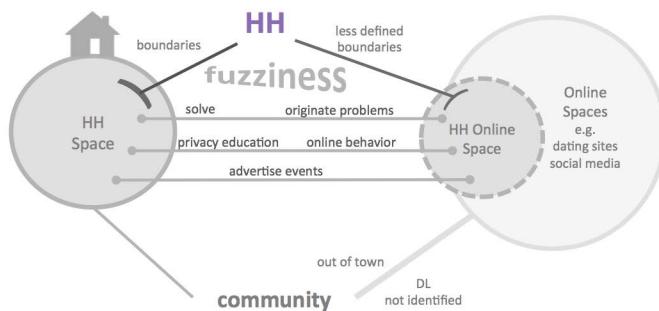 HH
boundaries
less defined
boundaries
fuzziness
HH
Space
solve
originate problems
privacy education
online behavior
advertise events
HH Online
Space
Online
Spaces
e.g.
dating sites
social media
out of town
DL
not identified
community